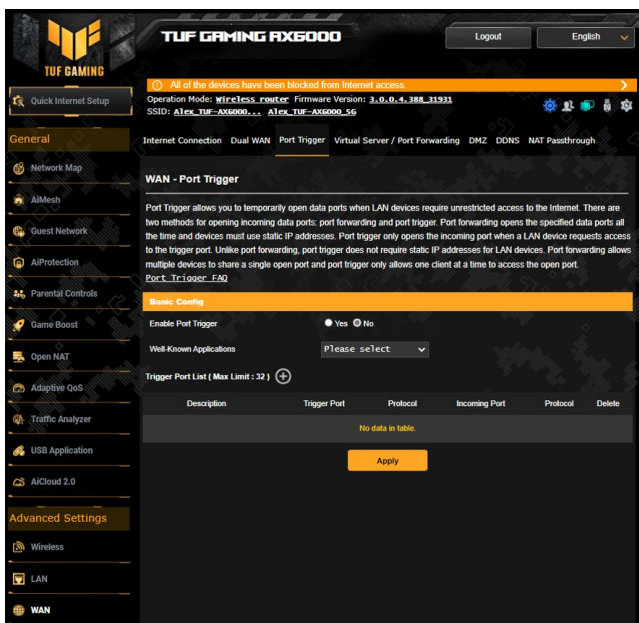 TUF GAMING
TUF GAMING AX6000
Logout
English
All of the devices have been blocked from Internet access.
Quick Internet Setup
Operation Mode: Wireless router Firmware Version: 3.0.0.4.388_31931
SSID: Alex_TUF-AX6000... Alex_TUF-AX6000_5G
General
Internet Connection Dual WAN Port Trigger Virtual Server / Port Forwarding DMZ DDNS NAT Passthrough
Network Map
AiMesh
Guest Network
AiProtection
Parental Controls
Game Boost
Open NAT
Adaptive QoS
Traffic Analyzer
USB Application
AiCloud 2.0
Advanced Settings
Wireless
LAN
WAN
WAN - Port Trigger
Port Trigger allows you to temporarily open data ports when LAN devices require unrestricted access to the Internet. There are
two methods for opening incoming data ports: port forwarding and port trigger. Port forwarding opens the specified data ports all
the time and devices must use static IP addresses. Port trigger only opens the incoming port when a LAN device requests access
to the trigger port. Unlike port forwarding, port trigger does not require static IP addresses for LAN devices. Port forwarding allows
multiple devices to share a single open port and port trigger only allows one client at a time to access the open port.
Port Trigger FAQ
Basic Config
Enable Port Trigger Yes No
Well-Known Applications Please select
Trigger Port List ( Max Limit : 32 )
Description Trigger Port Protocol Incoming Port Protocol Delete
No data in table.
Apply